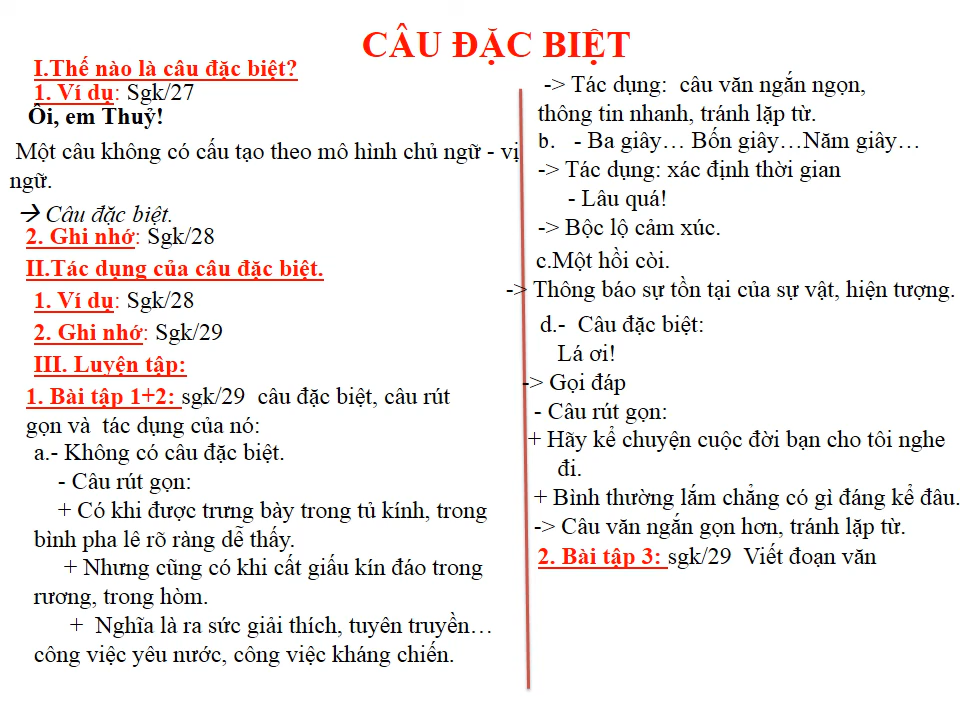 CÂU ĐẶC BIỆT
I.Thế nào là câu đặc biệt?
1. Ví dụ: Sgk/27
Ôi, em Thuỷ!
Một câu không có cấu tạo theo mô hình chủ ngữ - vị
ngữ.
→ Câu đặc biệt.
2. Ghi nhớ: Sgk/28
II.Tác dụng của câu đặc biệt.
1. Ví dụ: Sgk/28
2. Ghi nhớ: Sgk/29
III. Luyện tập:
1. Bài tập 1+2: sgk/29 câu đặc biệt, câu rút
gọn và tác dụng của nó:
a.- Không có câu đặc biệt.
- Câu rút gọn:
+ Có khi được trưng bày trong tủ kính, trong
bình pha lê rõ ràng dễ thấy.
+ Nhưng cũng có khi cất giấu kín đáo trong
rương, trong hòm.
+ Nghĩa là ra sức giải thích, tuyên truyền…
công việc yêu nước, công việc kháng chiến.
-> Tác dụng: câu văn ngắn ngọn,
thông tin nhanh, tránh lặp từ.
b. - Ba giây… Bốn giây…Năm giây…
-> Tác dụng: xác định thời gian
- Lâu quá!
-> Bộc lộ cảm xúc.
c.Một hồi còi.
-> Thông báo sự tồn tại của sự vật, hiện tượng.
d.- Câu đặc biệt:
Lá ơi!
-> Gọi đáp
- Câu rút gọn:
+ Hãy kể chuyện cuộc đời bạn cho tôi nghe
đi.
+ Bình thường lắm chẳng có gì đáng kể đâu.
-> Câu văn ngắn gọn hơn, tránh lặp từ.
2. Bài tập 3: sgk/29 Viết đoạn văn